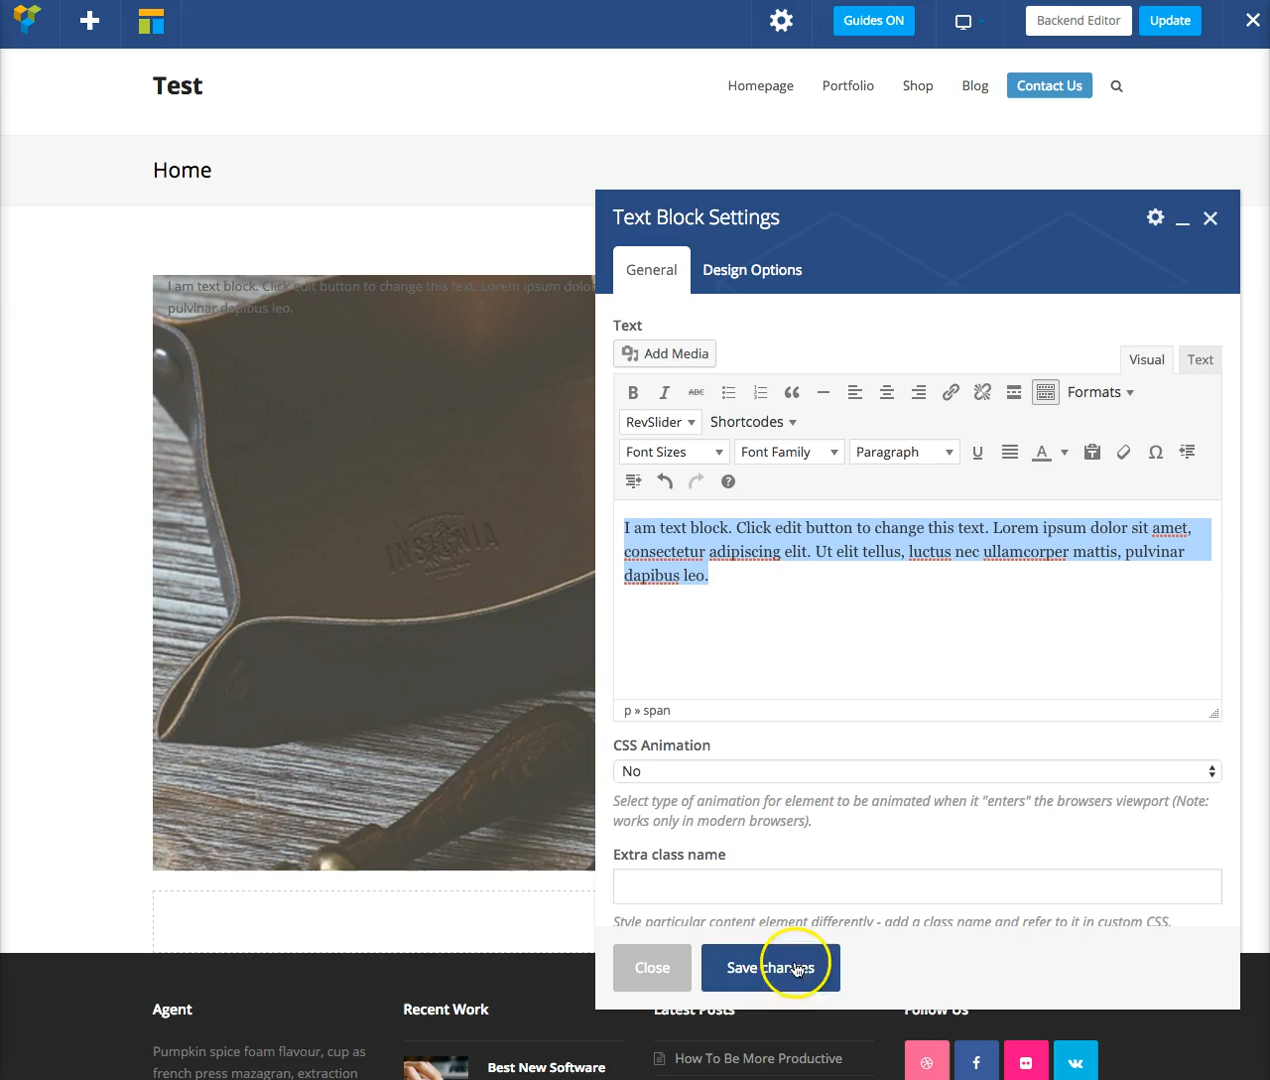 Guides ON
Backend Editor
Update
Test
Homepage
Portfolio
Shop
Blog
Contact Us
Home
I am text block. Click edit button to change this text. Lorem ipsum dolor
pulvinar dapibus leo.
INSIGNIA
Text Block Settings
General
Design Options
Text
Add Media
Visual
Text
B I ABC
Formats
RevSlider
Shortcodes
Font Sizes
Font Family
Paragraph
U
A
Ω
I am text block. Click edit button to change this text. Lorem ipsum dolor sit amet,
consectetur adipiscing elit. Ut elit tellus, luctus nec ullamcorper mattis, pulvinar
dapibus leo.
p » span
CSS Animation
No
Select type of animation for element to be animated when it "enters" the browsers viewport (Note:
works only in modern browsers).
Extra class name
Style particular content element differently - add a class name and refer to it in custom CSS.
Close
Save changes
Agent
Recent Work
Latest Posts
Follow Us
Pumpkin spice foam flavour, cup as
french press mazagran, extraction
Best New Software
How To Be More Productive